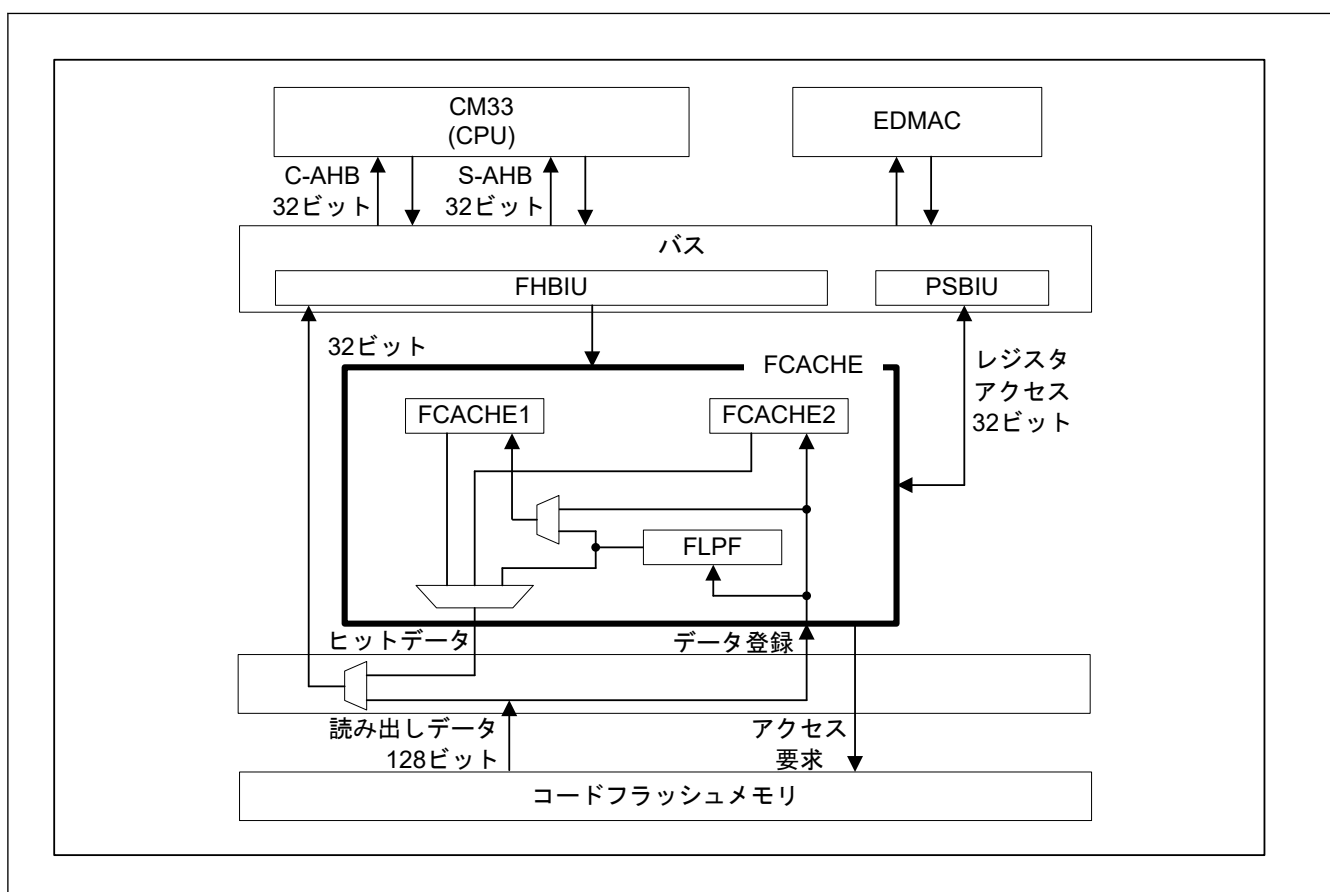 CM33
(CPU)
EDMAC
C-AHB
32ビット
S-AHB
32ビット
バス
FHBIU
PSBIU
32ビット
FCACHE
レジスタ
アクセス
32ビット
FCACHE1
FCACHE2
FLPF
ヒットデータ
データ登録
読み出しデータ
128ビット
アクセス
要求
コードフラッシュメモリ